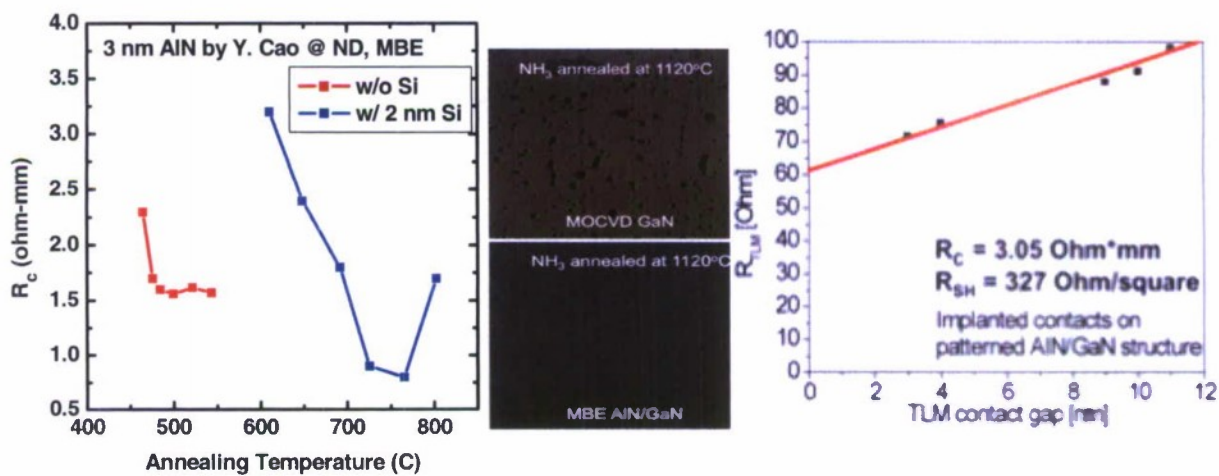 4.0
3.5
3.0
2.5
2.0
1.5
1.0
0.5
R_C (ohm-mm)
3 nm AlN by Y. Cao @ ND, MBE
w/o Si
w/ 2 nm Si
400 500 600 700 800
Annealing Temperature (C)
NH₃ annealed at 1120°C
MOCVD GaN
NH₃ annealed at 1120°C
MBE AlN/GaN
100
90
80
70
60
50
40
30
20
10
0
R_TLM [Ohm]
R_C = 3.05 Ohm*mm
R_SH = 327 Ohm/square
Implanted contacts on
patterned AlN/GaN structure
0 2 4 6 8 10 12
TLM contact gap